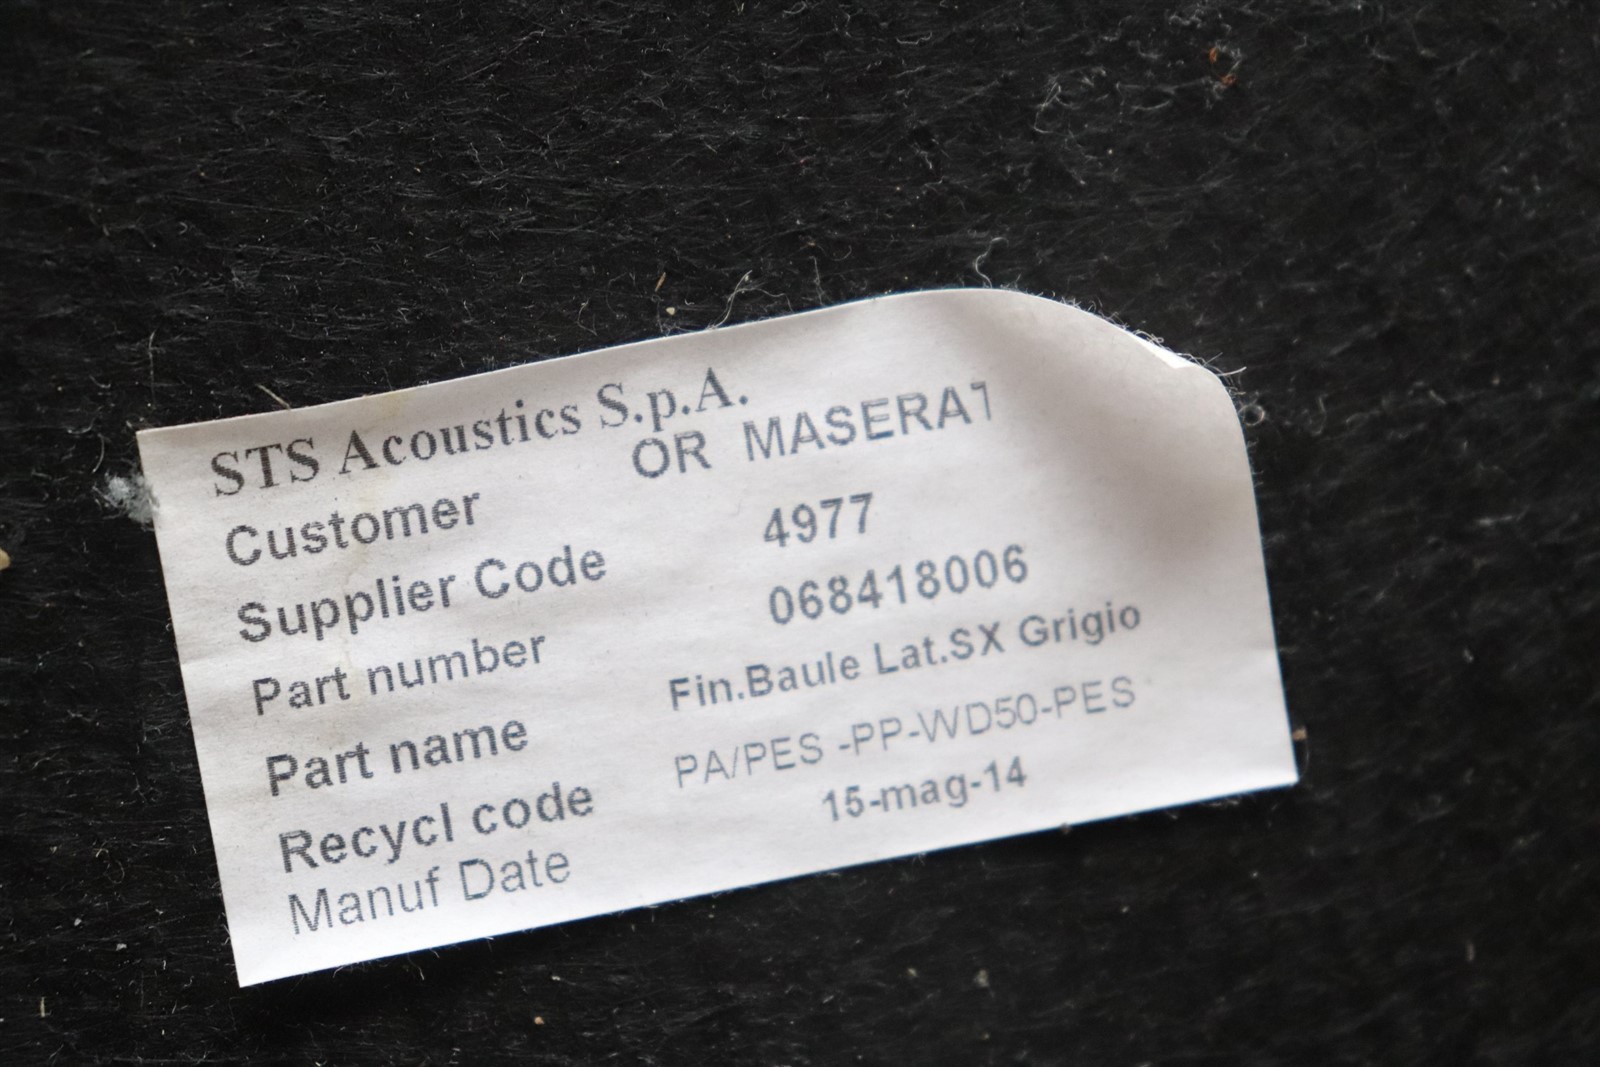 STS Acoustics S.p.A.
Customer OR MASERAT
Supplier Code 4977
Part number 068418006
Part name Fin.Baule Lat.SX Grigio
Recycl code PA/PES -PP-WD50-PES
Manuf Date 15-mag-14